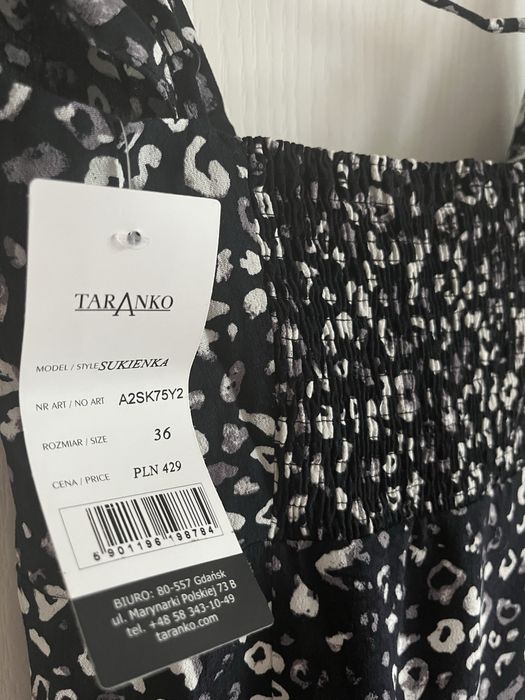 TARANKO
MODEL / STYLE SUKIENKA
NR ART / NO ART A2SK75Y2
ROZMIAR / SIZE 36
CENA / PRICE PLN 429
5 901196 198784
BIURO: 80-557 Gdańsk
ul. Marynarki Polskiej 73 B
tel. +48 58 343-10-49
taranko.com